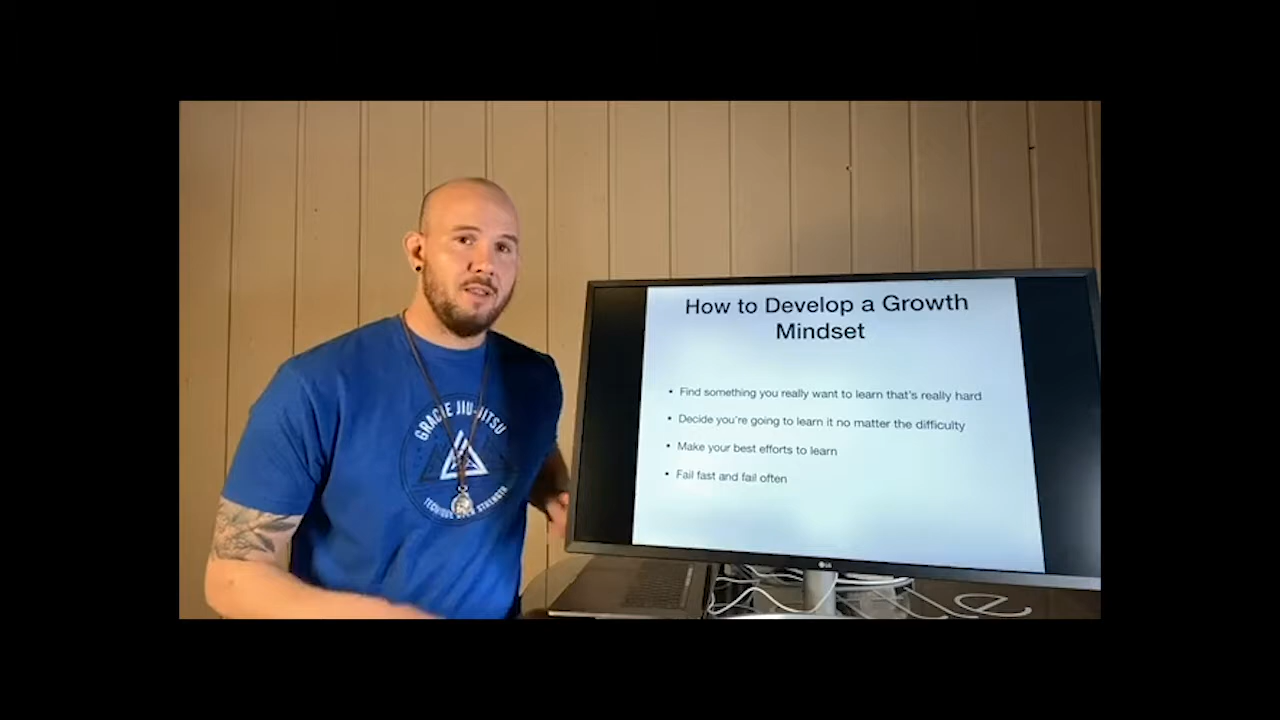 How to Develop a Growth
Mindset
• Find something you really want to learn that's really hard
• Decide you're going to learn it no matter the difficulty
• Make your best efforts to learn
• Fail fast and fail often
GRACIE JIU-JITSU
OVER STRENGTH
LG